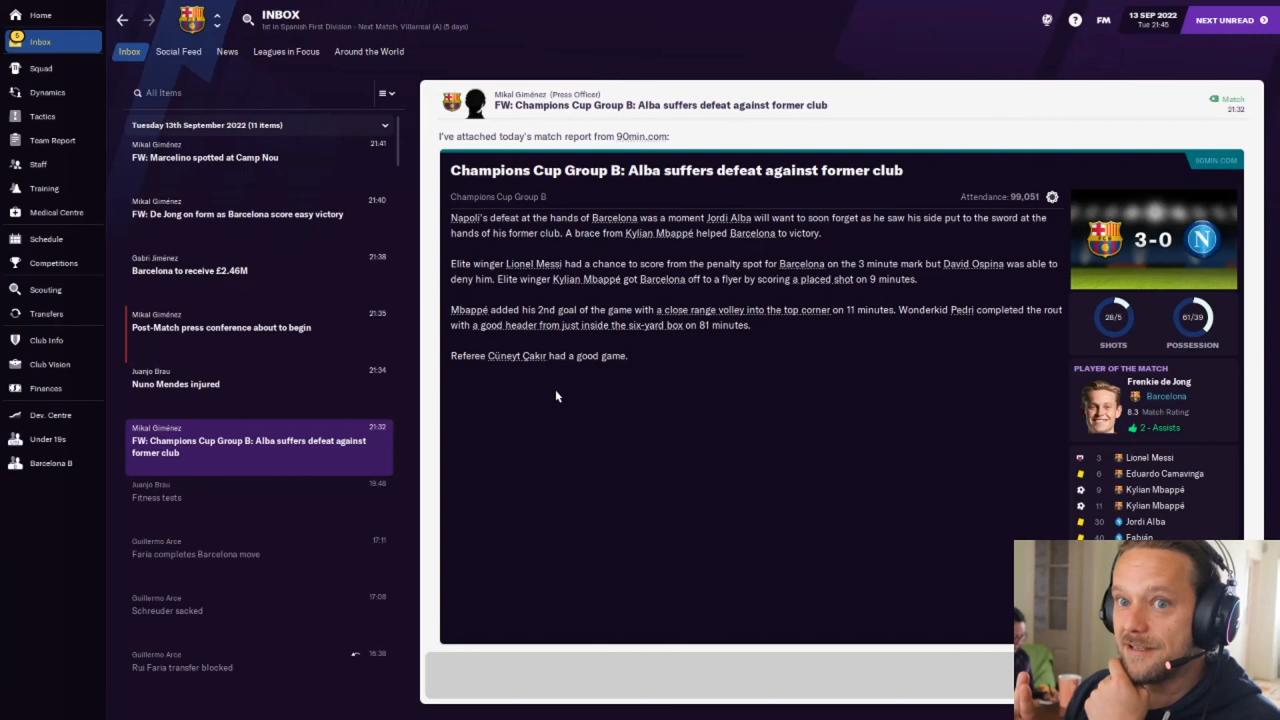 Home
5
Inbox
Squad
Dynamics
Tactics
Team Report
Staff
Training
Medical Centre
Schedule
Competitions
Scouting
Transfers
Club Info
Club Vision
Finances
Dev. Centre
Under 19s
Barcelona B
INBOX
1st in Spanish First Division - Next Match: Villarreal (A) (5 days)
FM
13 SEP 2022
Tue 21:45
NEXT UNREAD
Inbox
Social Feed
News
Leagues in Focus
Around the World
All Items
Tuesday 13th September 2022 (11 items)
Mikal Giménez 21:41
FW: Marcelino spotted at Camp Nou
Mikal Giménez 21:40
FW: De Jong on form as Barcelona score easy victory
Gabri Jiménez 21:38
Barcelona to receive £2.46M
Mikal Giménez 21:35
Post-Match press conference about to begin
Juanjo Brau 21:34
Nuno Mendes injured
Mikal Giménez 21:32
FW: Champions Cup Group B: Alba suffers defeat against
former club
Juanjo Brau 19:48
Fitness tests
Guillermo Arce 17:11
Faria completes Barcelona move
Guillermo Arce 17:08
Schreuder sacked
Guillermo Arce 16:38
Rui Faria transfer blocked
Mikal Giménez (Press Officer)
FW: Champions Cup Group B: Alba suffers defeat against former club
Match
21:32
I've attached today's match report from 90min.com:
90MIN.COM
Champions Cup Group B: Alba suffers defeat against former club
Champions Cup Group B
Attendance: 99,051
Napoli's defeat at the hands of Barcelona was a moment Jordi Alba will want to soon forget as he saw his side put to the sword at the
hands of his former club. A brace from Kylian Mbappé helped Barcelona to victory.
Elite winger Lionel Messi had a chance to score from the penalty spot for Barcelona on the 3 minute mark but David Ospina was able to
deny him. Elite winger Kylian Mbappé got Barcelona off to a flyer by scoring a placed shot on 9 minutes.
Mbappé added his 2nd goal of the game with a close range volley into the top corner on 11 minutes. Wonderkid Pedri completed the rout
with a good header from just inside the six-yard box on 81 minutes.
Referee Cüneyt Çakır had a good game.
3-0
28/5
61/39
SHOTS
POSSESSION
PLAYER OF THE MATCH
Frenkie de Jong
Barcelona
8.3 Match Rating
2 - Assists
3 Lionel Messi
6 Eduardo Camavinga
9 Kylian Mbappé
11 Kylian Mbappé
30 Jordi Alba
40 Fabián